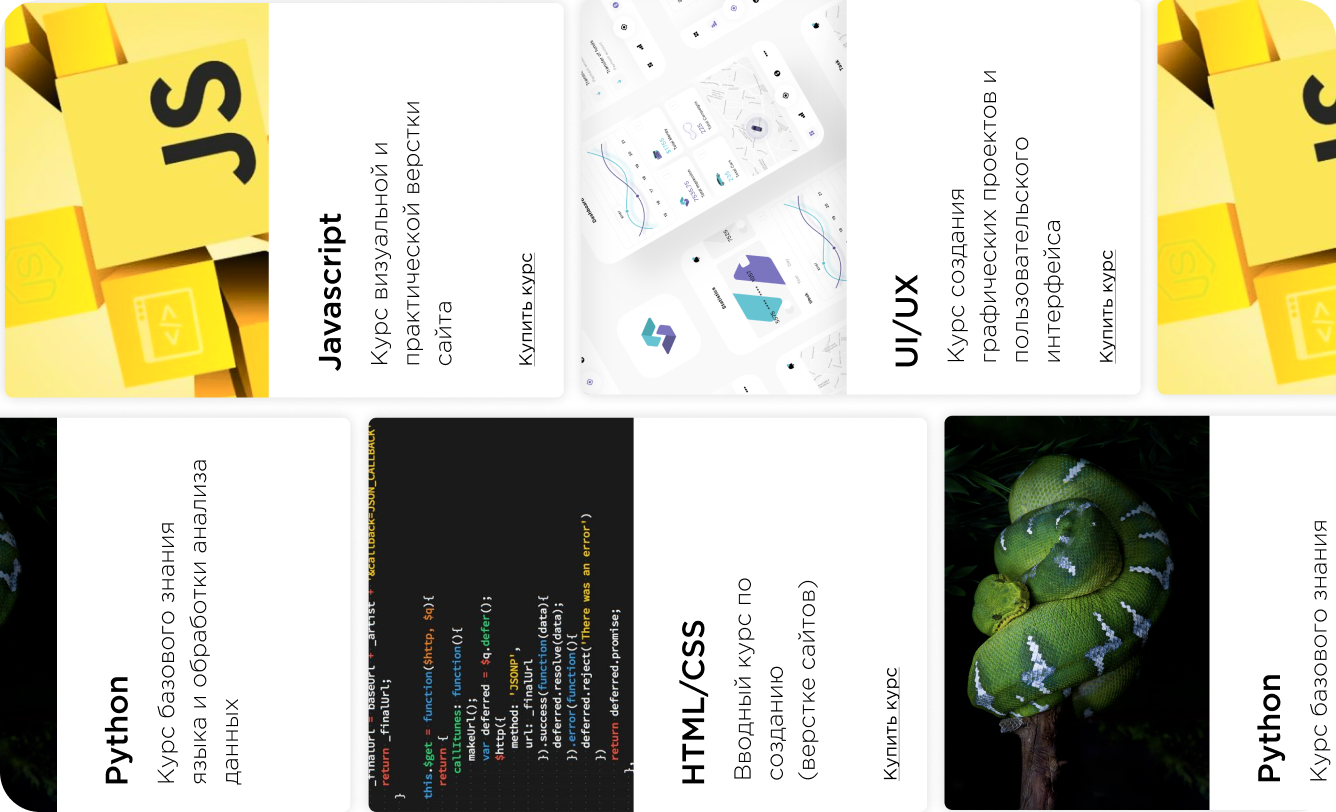 JS
Javascript
Курс визуальной и
практической верстки
сайта
Купить курс
UI/UX
Курс создания
графических проектов и
пользовательского
интерфейса
Купить курс
JS
Python
Курс базового знания
языка и обработки анализа
данных
_finalUrl = baseUrl + _artist + '&callback=JSON_CALLBACK'
return _finalUrl;
}
this.$get = function($http, $q){
return {
callItunes: function(){
makeUrl();
var deferred = $q.defer();
$http({
method: 'JSONP',
url: _finalUrl
}).success(function(data){
deferred.resolve(data);
}).error(function(){
deferred.reject('There was an error')
})
return deferred.promise;
},
HTML/CSS
Вводный курс по
созданию
(верстке сайтов)
Купить курс
Python
Курс базового знания